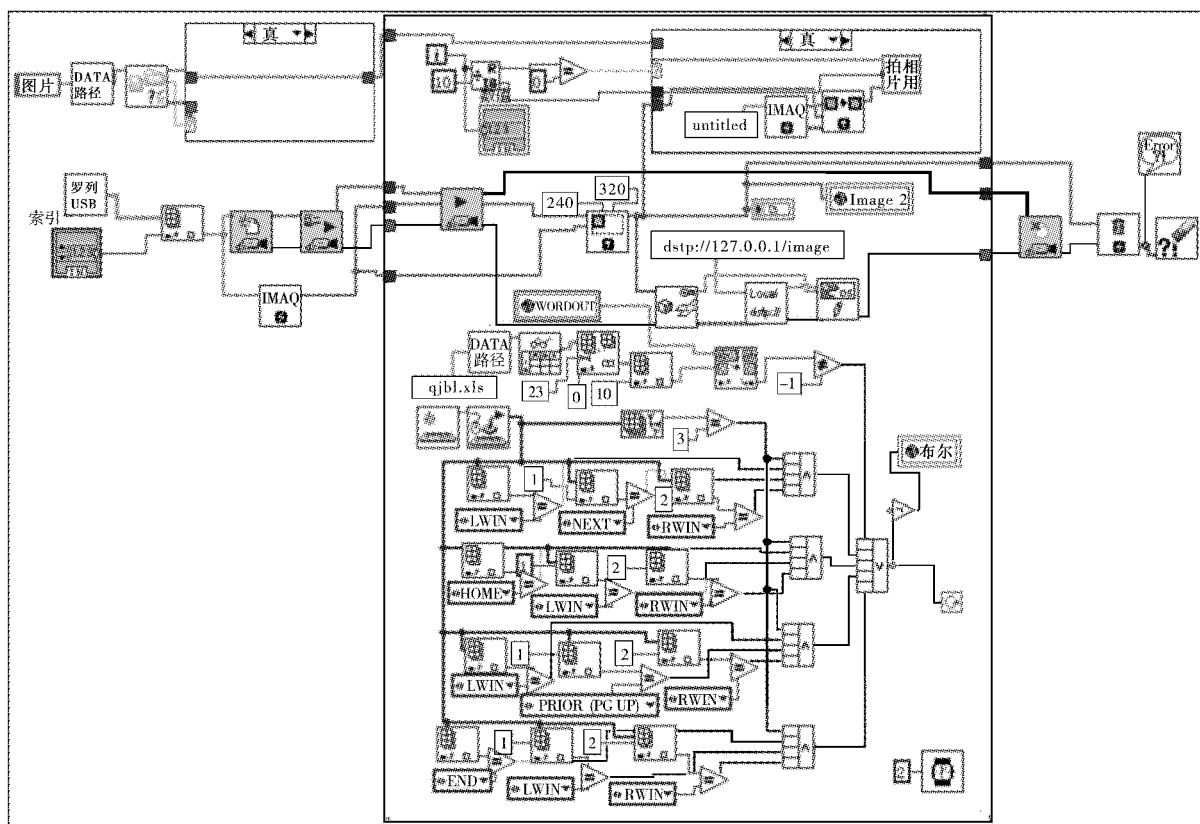 真
图片
DATA
路径
i
10
R
IQ
0
=
真
拍相
片用
untitled
IMAQ
Error
?!
罗列
USB
索引
IMAQ
240
320
Image 2
dstp://127.0.0.1/image
WORDOUT
Local
default
?!
DATA
路径
qjbl.xls
23
0
10
-1
≠
3
=
布尔
1
2
=
=
=
LWIN
NEXT
RWIN
2
HOME
LWIN
RWIN
1
2
LWIN
PRIOR (PG UP)
RWIN
1
2
END
LWIN
RWIN